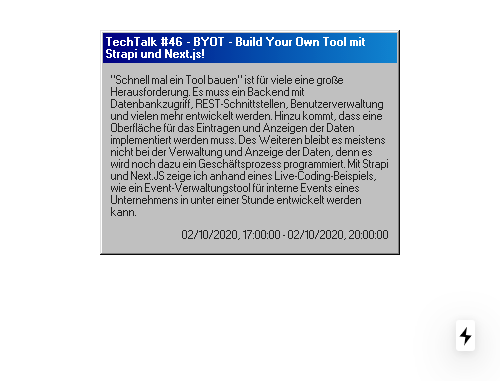 TechTalk #46 - BYOT - Build Your Own Tool mit
Strapi und Next.js!
"Schnell mal ein Tool bauen" ist für viele eine große
Herausforderung. Es muss ein Backend mit
Datenbankzugriff, REST-Schnittstellen, Benutzerverwaltung
und vielen mehr entwickelt werden. Hinzu kommt, dass eine
Oberfläche für das Eintragen und Anzeigen der Daten
implementiert werden muss. Des Weiteren bleibt es meistens
nicht bei der Verwaltung und Anzeige der Daten, denn es
wird noch dazu ein Geschäftsprozess programmiert. Mit Strapi
und Next.JS zeige ich anhand eines Live-Coding-Beispiels,
wie ein Event-Verwaltungstool für interne Events eines
Unternehmens in unter einer Stunde entwickelt werden
kann.
02/10/2020, 17:00:00 - 02/10/2020, 20:00:00